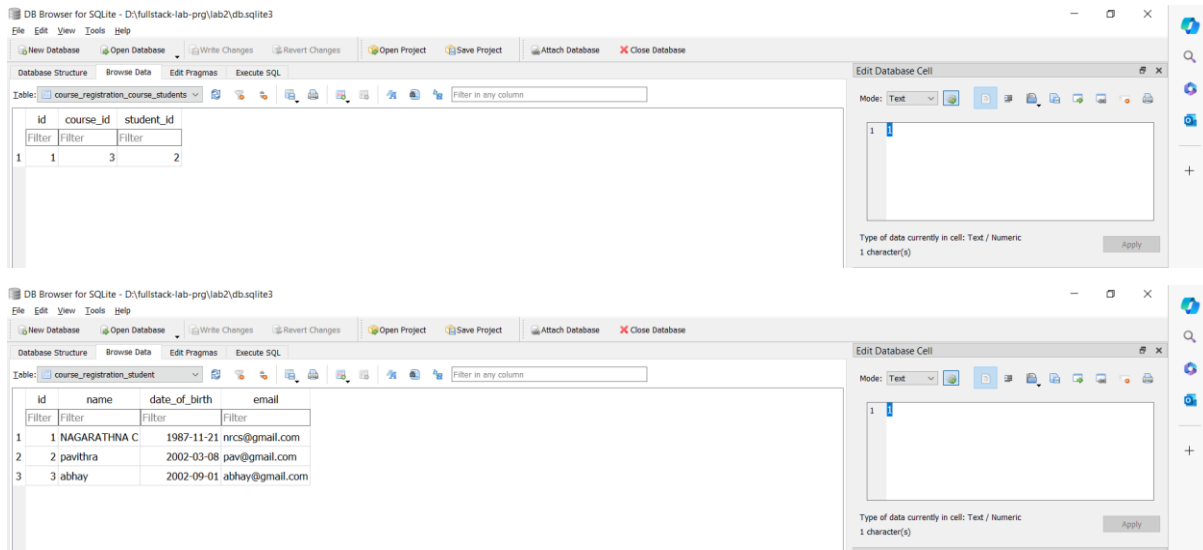 DB Browser for SQLite - D:\fullstack-lab-prg\lab2\db.sqlite3
File Edit View Tools Help
New Database Open Database Write Changes Revert Changes Open Project Save Project Attach Database Close Database
Database Structure Browse Data Edit Pragmas Execute SQL
Table: course_registration_course_students Filter in any column
id course_id student_id
Filter Filter Filter
1 1 3 2
Edit Database Cell
Mode: Text
1 1
Type of data currently in cell: Text / Numeric
1 character(s)
Apply
DB Browser for SQLite - D:\fullstack-lab-prg\lab2\db.sqlite3
File Edit View Tools Help
New Database Open Database Write Changes Revert Changes Open Project Save Project Attach Database Close Database
Database Structure Browse Data Edit Pragmas Execute SQL
Table: course_registration_student Filter in any column
id name date_of_birth email
Filter Filter Filter Filter
1 1 NAGARATHNA C 1987-11-21 nrcs@gmail.com
2 2 pavithra 2002-03-08 pav@gmail.com
3 3 abhay 2002-09-01 abhay@gmail.com
Edit Database Cell
Mode: Text
1 1
Type of data currently in cell: Text / Numeric
1 character(s)
Apply